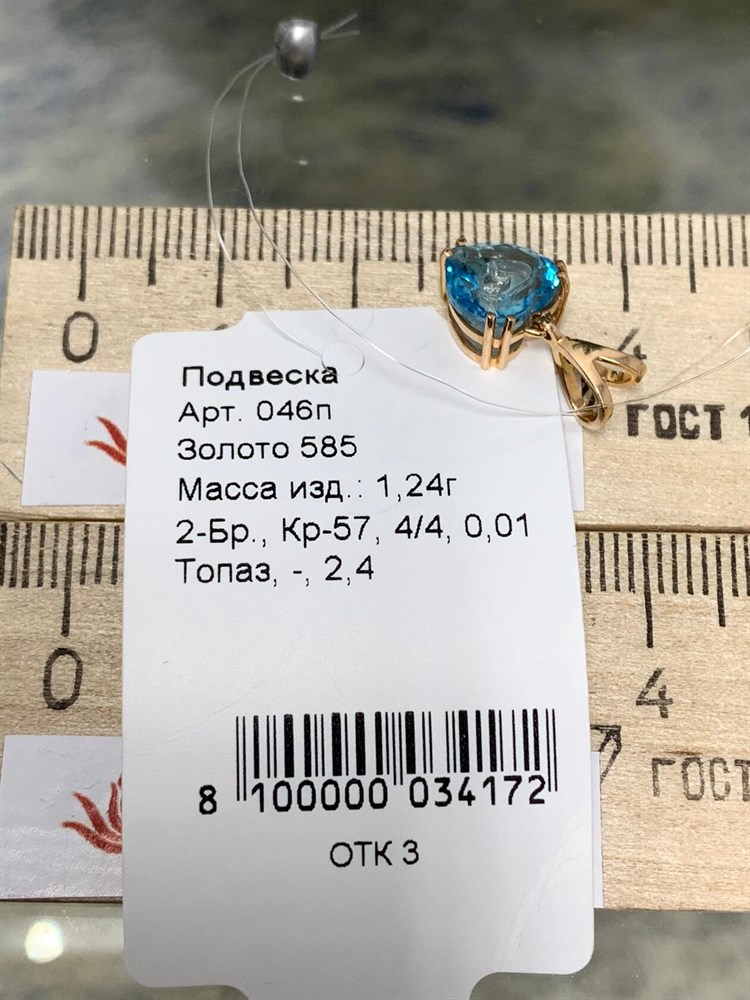 0
4
ГОСТ 1
Подвеска
Арт. 046п
Золото 585
Масса изд.: 1,24г
2-Бр., Кр-57, 4/4, 0,01
Топаз, -, 2,4
0
4
ГОСТ
8 100000 034172
ОТК 3